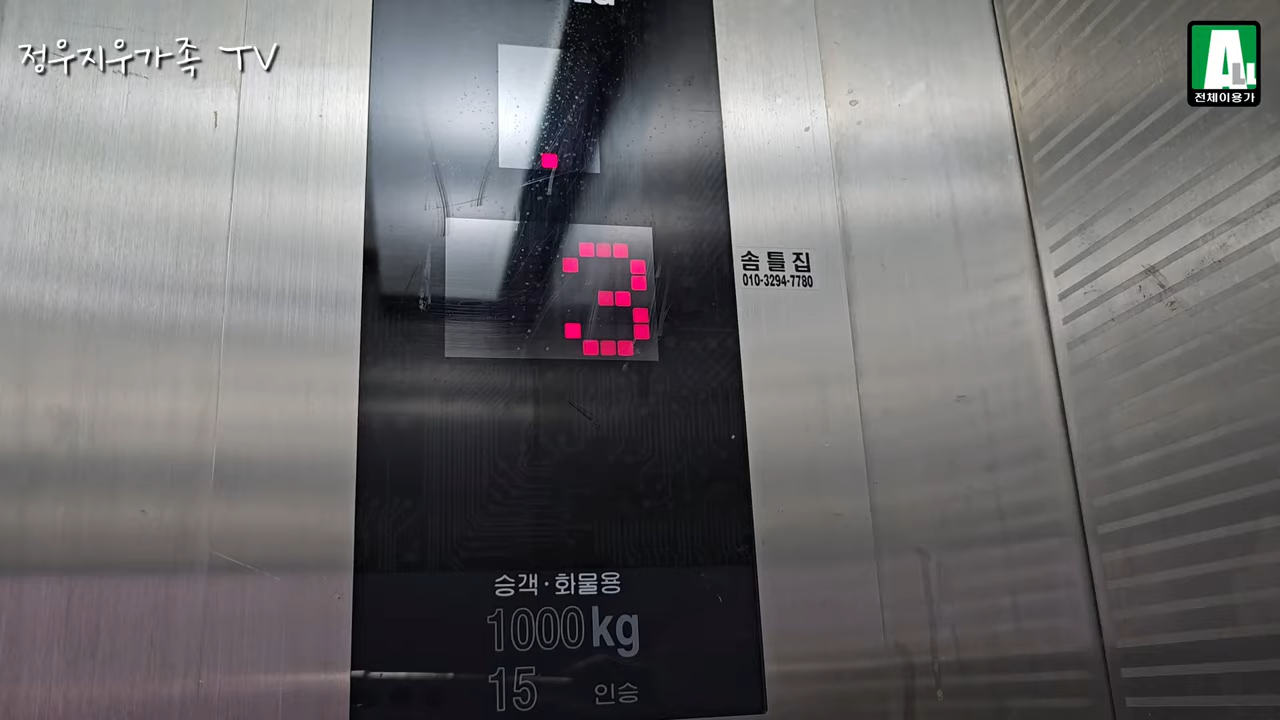 정우지우가족 TV
ALL
전체이용가
3
솜틀집
010-3294-7780
승객·화물용
1000kg
15 인승